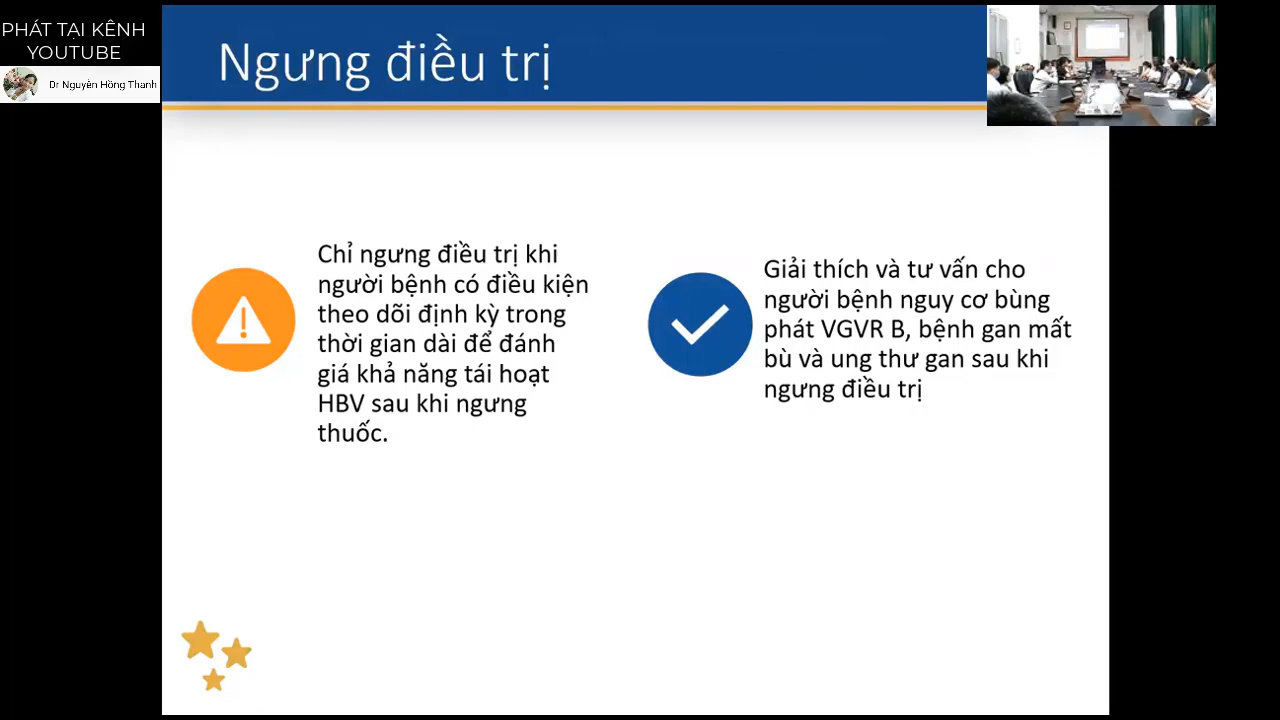 PHÁT TẠI KÊNH
YOUTUBE
Dr Nguyên Hồng Thanh
Ngưng điều trị
Chỉ ngưng điều trị khi
người bệnh có điều kiện
theo dõi định kỳ trong
thời gian dài để đánh
giá khả năng tái hoạt
HBV sau khi ngưng
thuốc.
Giải thích và tư vấn cho
người bệnh nguy cơ bùng
phát VGVR B, bệnh gan mất
bù và ung thư gan sau khi
ngưng điều trị